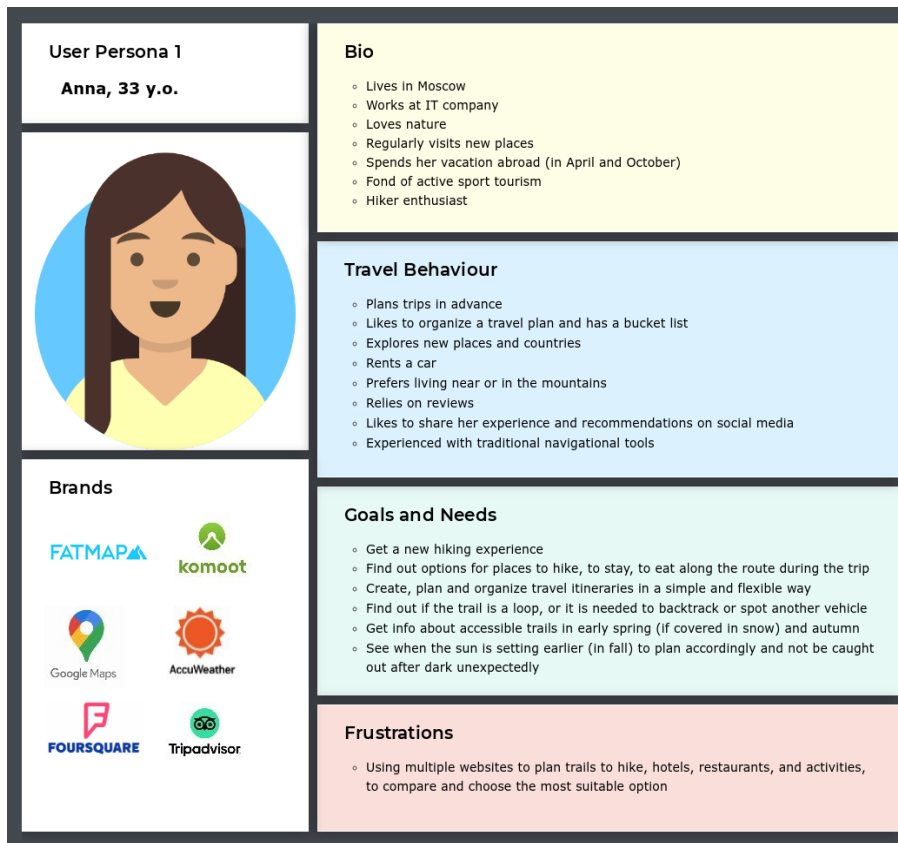 User Persona 1
Anna, 33 y.o.
Bio
Lives in Moscow
Works at IT company
Loves nature
Regularly visits new places
Spends her vacation abroad (in April and October)
Fond of active sport tourism
Hiker enthusiast
Travel Behaviour
Plans trips in advance
Likes to organize a travel plan and has a bucket list
Explores new places and countries
Rents a car
Prefers living near or in the mountains
Relies on reviews
Likes to share her experience and recommendations on social media
Experienced with traditional navigational tools
Brands
FATMAP
komoot
Google Maps
AccuWeather
FOURSQUARE
Tripadvisor
Goals and Needs
Get a new hiking experience
Find out options for places to hike, to stay, to eat along the route during the trip
Create, plan and organize travel itineraries in a simple and flexible way
Find out if the trail is a loop, or it is needed to backtrack or spot another vehicle
Get info about accessible trails in early spring (if covered in snow) and autumn
See when the sun is setting earlier (in fall) to plan accordingly and not be caught
out after dark unexpectedly
Frustrations
Using multiple websites to plan trails to hike, hotels, restaurants, and activities,
to compare and choose the most suitable option